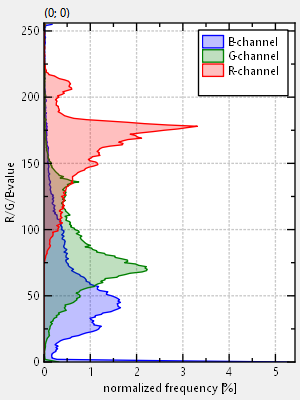 (0; 0)
250
200
150
100
50
0
R/G/B-value
B-channel
G-channel
R-channel
0 1 2 3 4 5
normalized frequency [%]